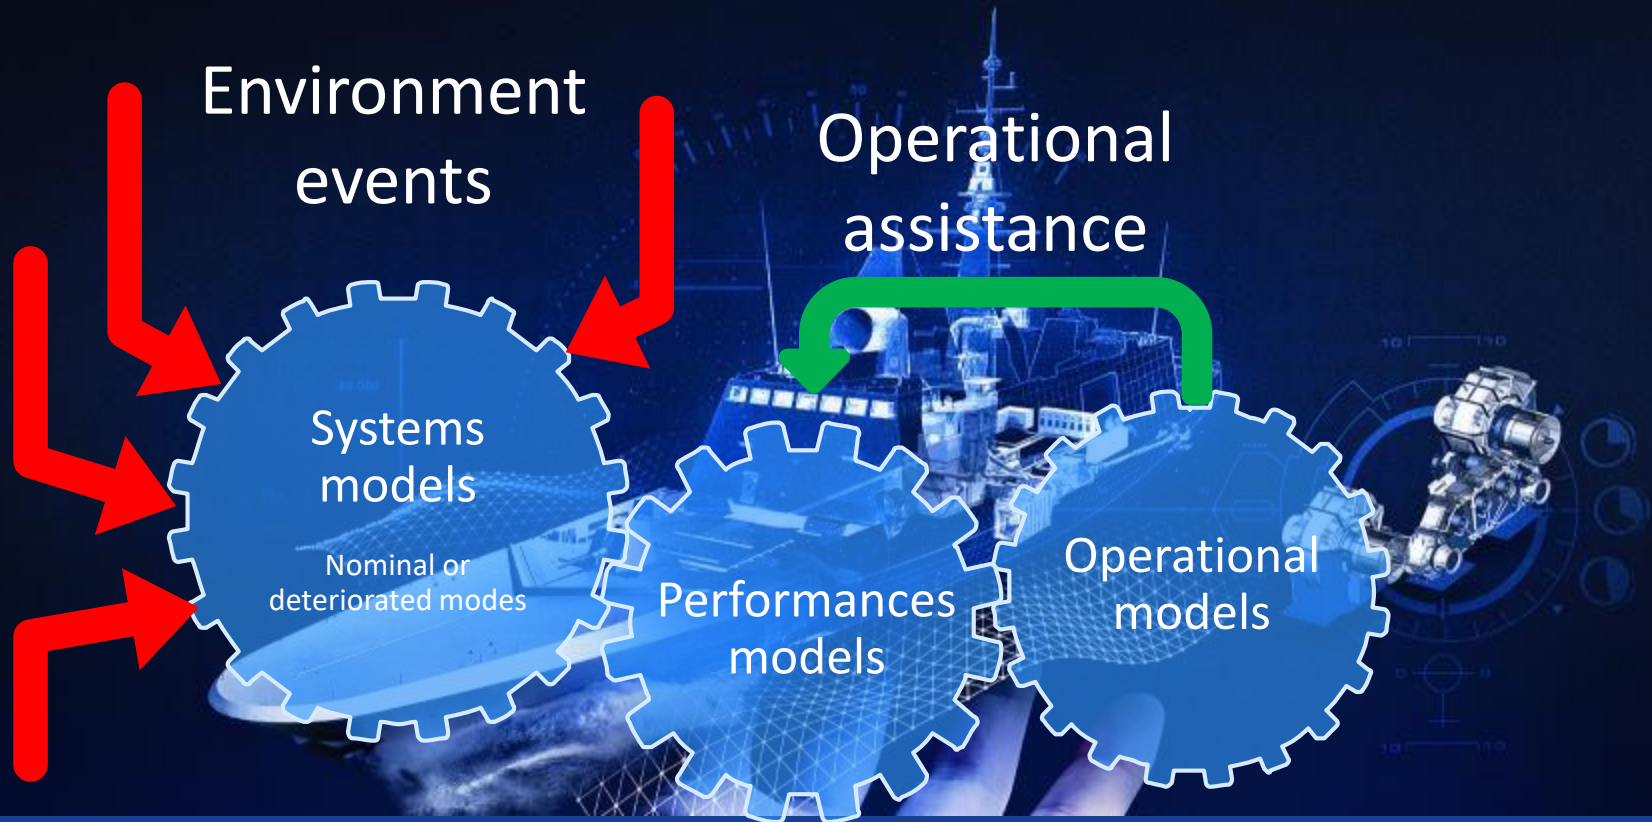 Environment
events
Operational
assistance
Systems
models
Nominal or
deteriorated modes
Performances
models
Operational
models